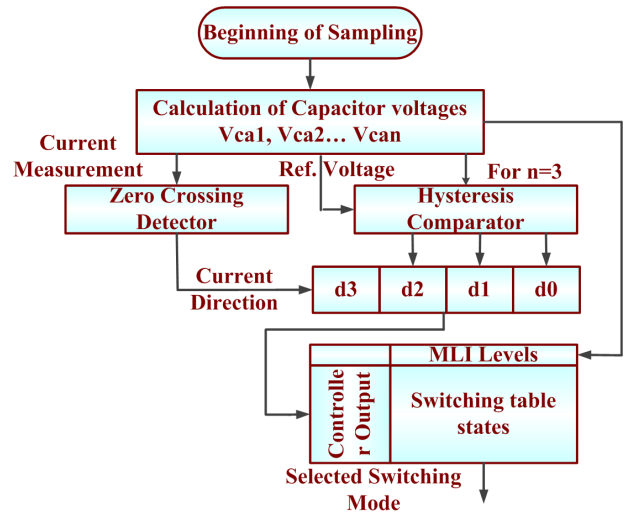 Beginning of Sampling
Calculation of Capacitor voltages
Vca1, Vca2... Vcan
Current
Measurement
Ref. Voltage
For n=3
Zero Crossing
Detector
Hysteresis
Comparator
Current
Direction
d3
d2
d1
d0
MLI Levels
Controlle
r Output
Switching table
states
Selected Switching
Mode